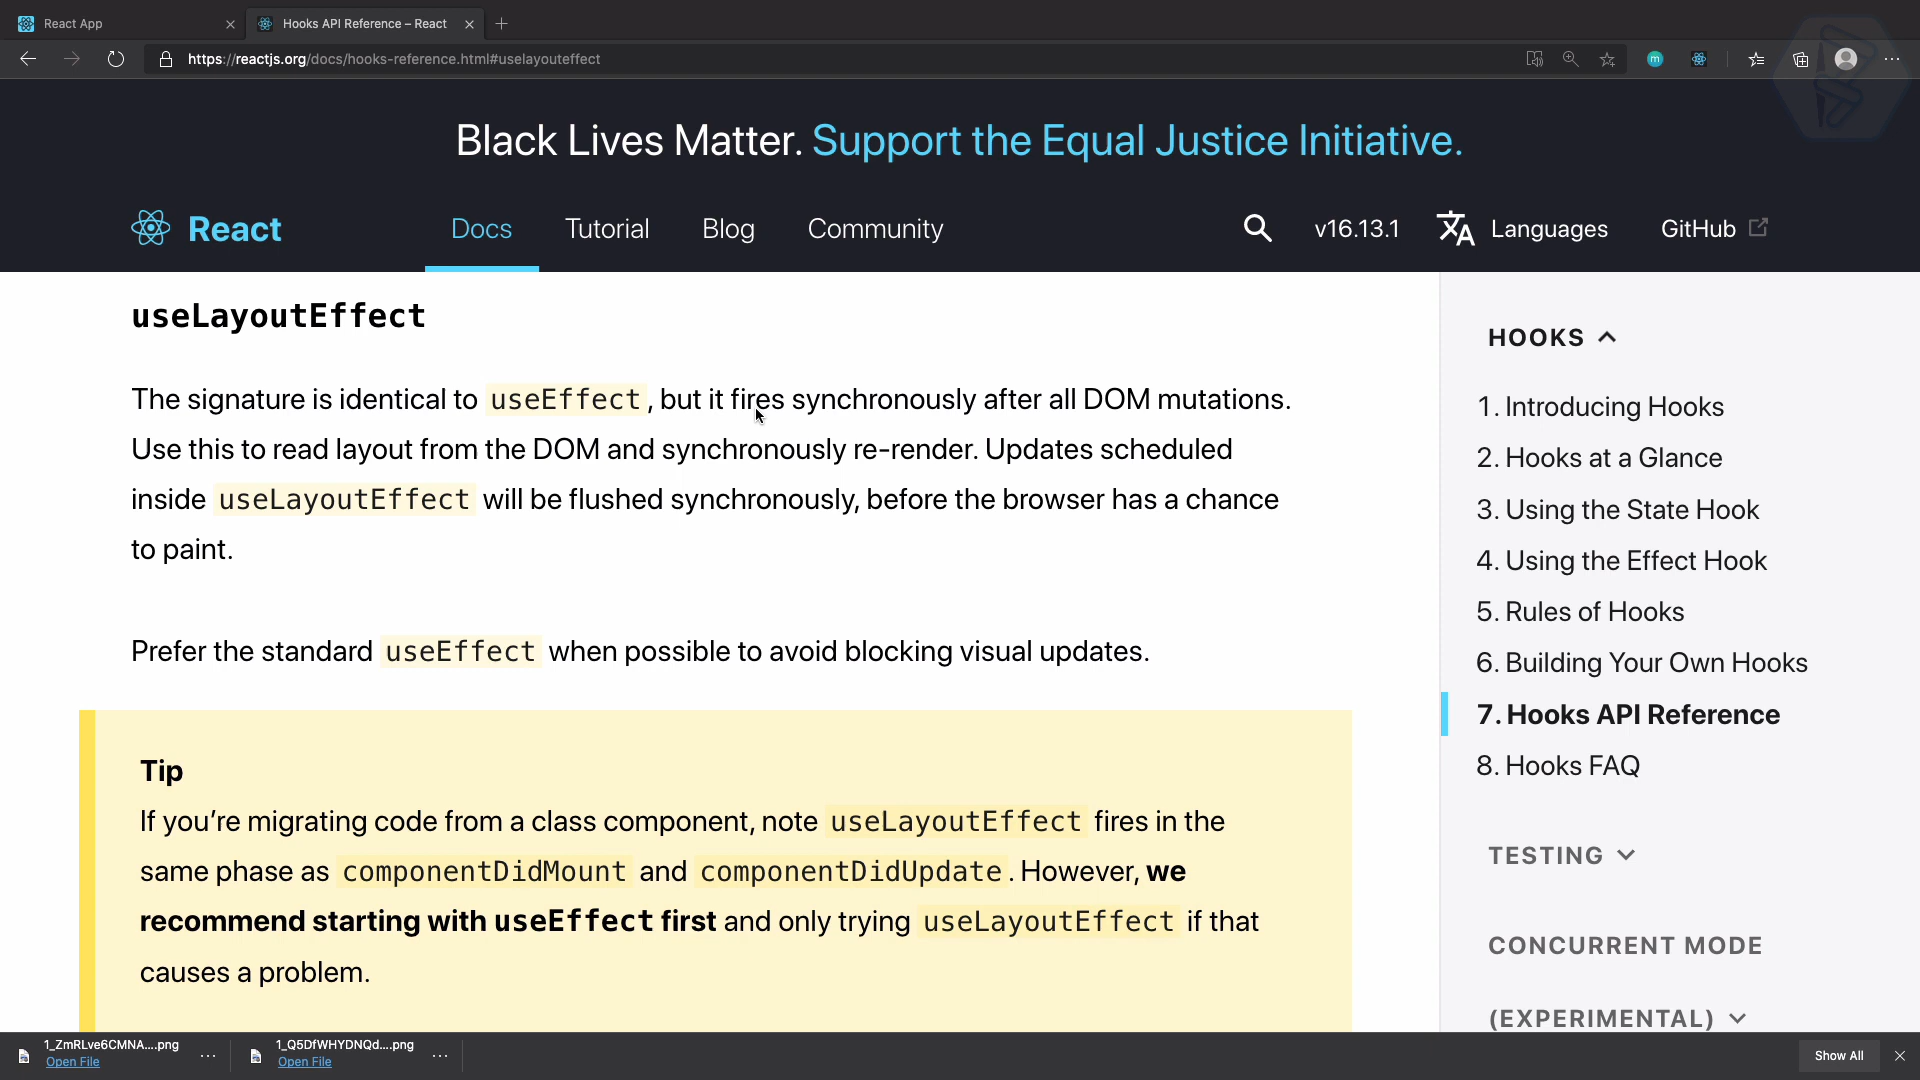 React App
Hooks API Reference – React
https://reactjs.org/docs/hooks-reference.html#uselayouteffect
m
Black Lives Matter. Support the Equal Justice Initiative.
React
Docs
Tutorial
Blog
Community
v16.13.1
Languages
GitHub
useLayoutEffect
The signature is identical to useEffect, but it fires synchronously after all DOM mutations.
Use this to read layout from the DOM and synchronously re-render. Updates scheduled
inside useLayoutEffect will be flushed synchronously, before the browser has a chance
to paint.
Prefer the standard useEffect when possible to avoid blocking visual updates.
Tip
If you’re migrating code from a class component, note useLayoutEffect fires in the
same phase as componentDidMount and componentDidUpdate. However, we
recommend starting with useEffect first and only trying useLayoutEffect if that
causes a problem.
HOOKS
1. Introducing Hooks
2. Hooks at a Glance
3. Using the State Hook
4. Using the Effect Hook
5. Rules of Hooks
6. Building Your Own Hooks
7. Hooks API Reference
8. Hooks FAQ
TESTING
CONCURRENT MODE
(EXPERIMENTAL)
1_ZmRLve6CMNA....png
Open File
1_Q5DfWHYDNQd....png
Open File
Show All